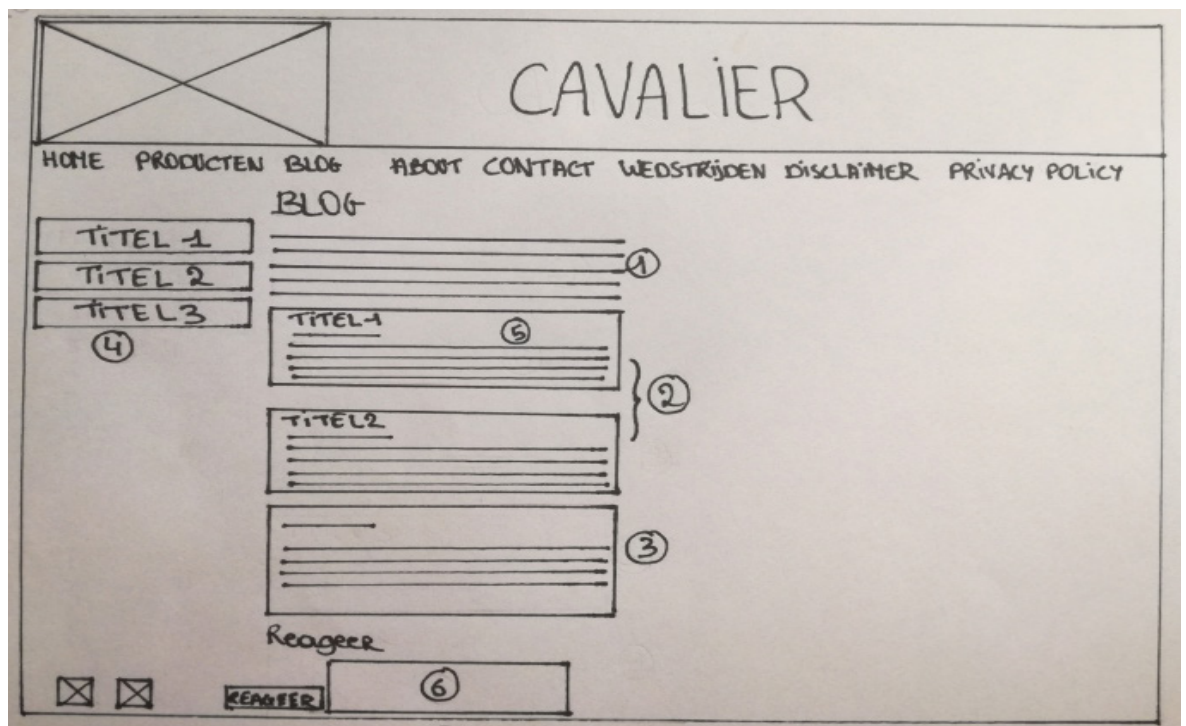 CAVALIER
HOME PRODUCTEN BLOG ABOUT CONTACT WEDSTRIJDEN DISCLAIMER PRIVACY POLICY
BLOG
TITEL 1
TITEL 2
TITEL 3
4
1
TITEL 1
5
2
TITEL 2
3
Reageer
REAGEER
6